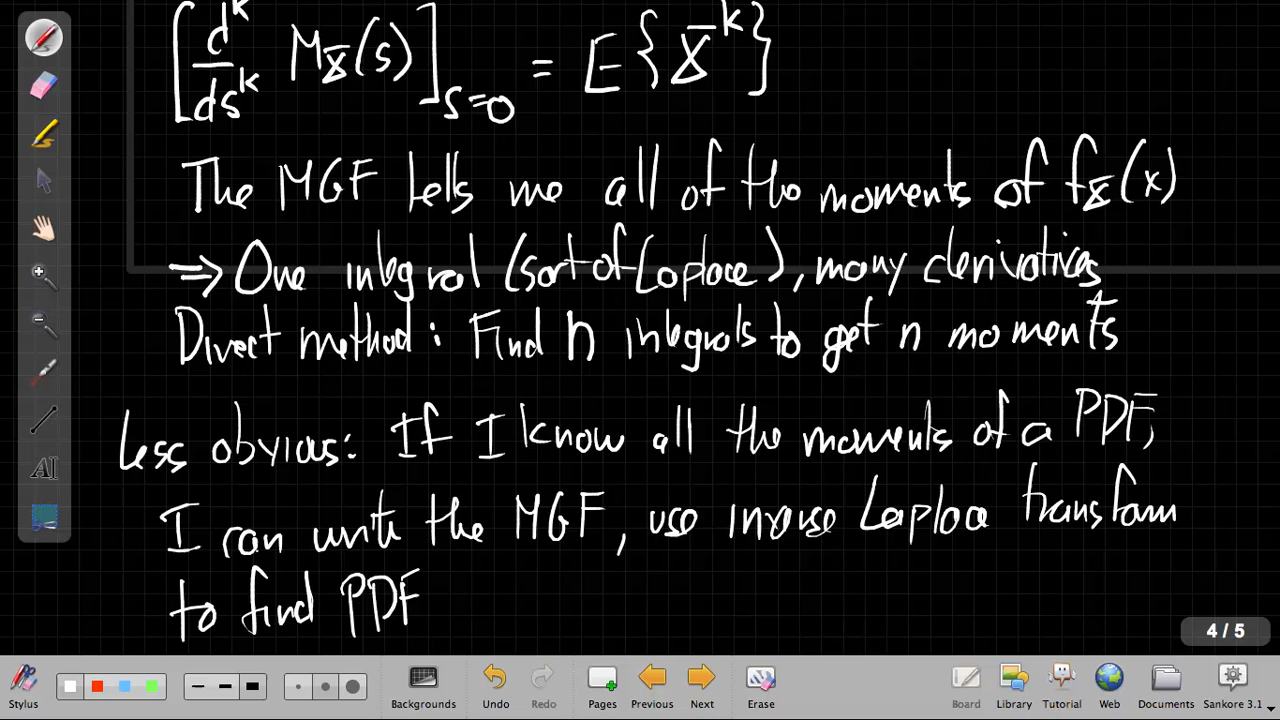 [d^k/ds^k M_X̄(s)]_{s=0} = E{X̄^k}
The MGF tells me all of the moments of f_X̄(x)
⇒ One integral (sort of Laplace), many derivatives
Direct method: Find n integrals to get n moments
Less obvious: If I know all the moments of a PDF,
I can write the MGF, use inverse Laplace transform
to find PDF
4 / 5
Stylus
Backgrounds
Undo
Redo
Pages
Previous
Next
Erase
Board
Library
Tutorial
Web
Documents
Sankore 3.1